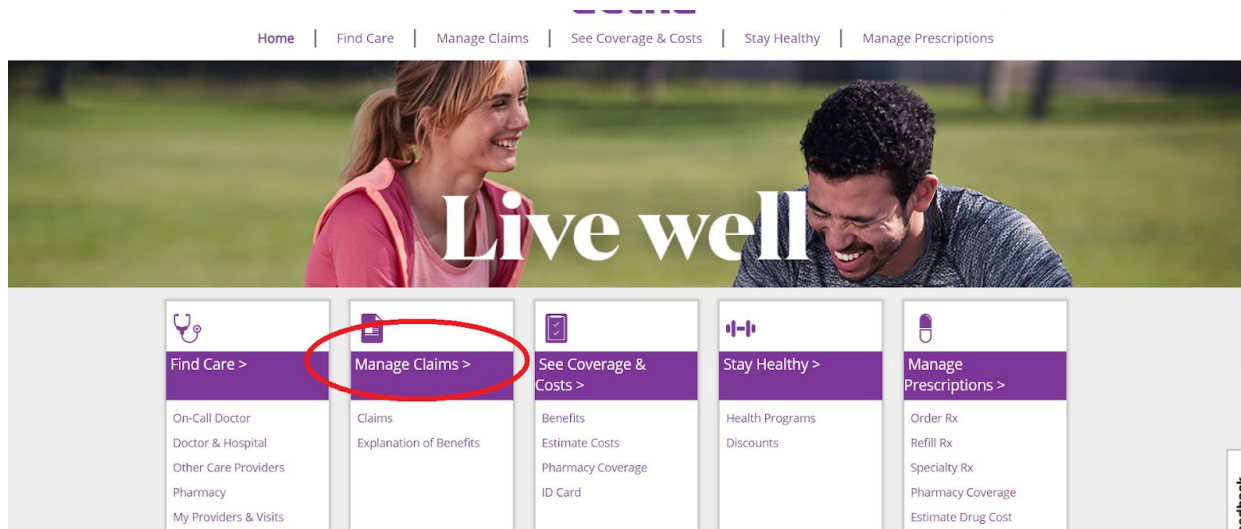 Home | Find Care | Manage Claims | See Coverage & Costs | Stay Healthy | Manage Prescriptions
Live well
Find Care >
On-Call Doctor
Doctor & Hospital
Other Care Providers
Pharmacy
My Providers & Visits
Manage Claims >
Claims
Explanation of Benefits
See Coverage &
Costs >
Benefits
Estimate Costs
Pharmacy Coverage
ID Card
Stay Healthy >
Health Programs
Discounts
Manage
Prescriptions >
Order Rx
Refill Rx
Specialty Rx
Pharmacy Coverage
Estimate Drug Cost